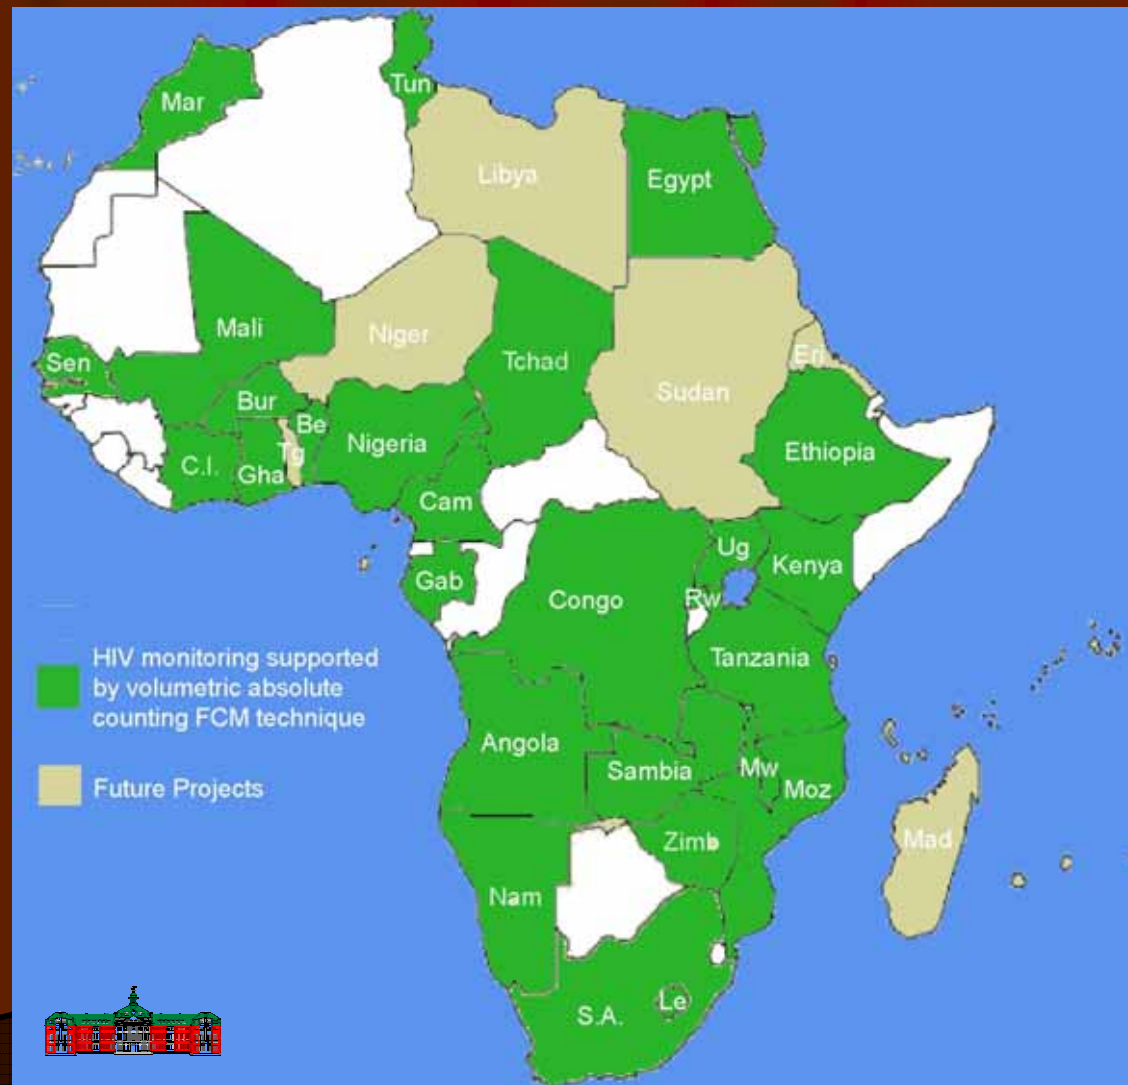 Tun
Mar
Libya
Egypt
Mali
Niger
Tchad
Sen
Eri
Sudan
Bur
Be
Nigeria
Ethiopia
Tg
C.I.
Gha
Cam
Ug
Kenya
Gab
Congo
Rw
HIV monitoring supported
by volumetric absolute
counting FCM technique
Tanzania
Angola
Sambia
Mw
Moz
Future Projects
Zimb
Mad
Nam
Le
S.A.